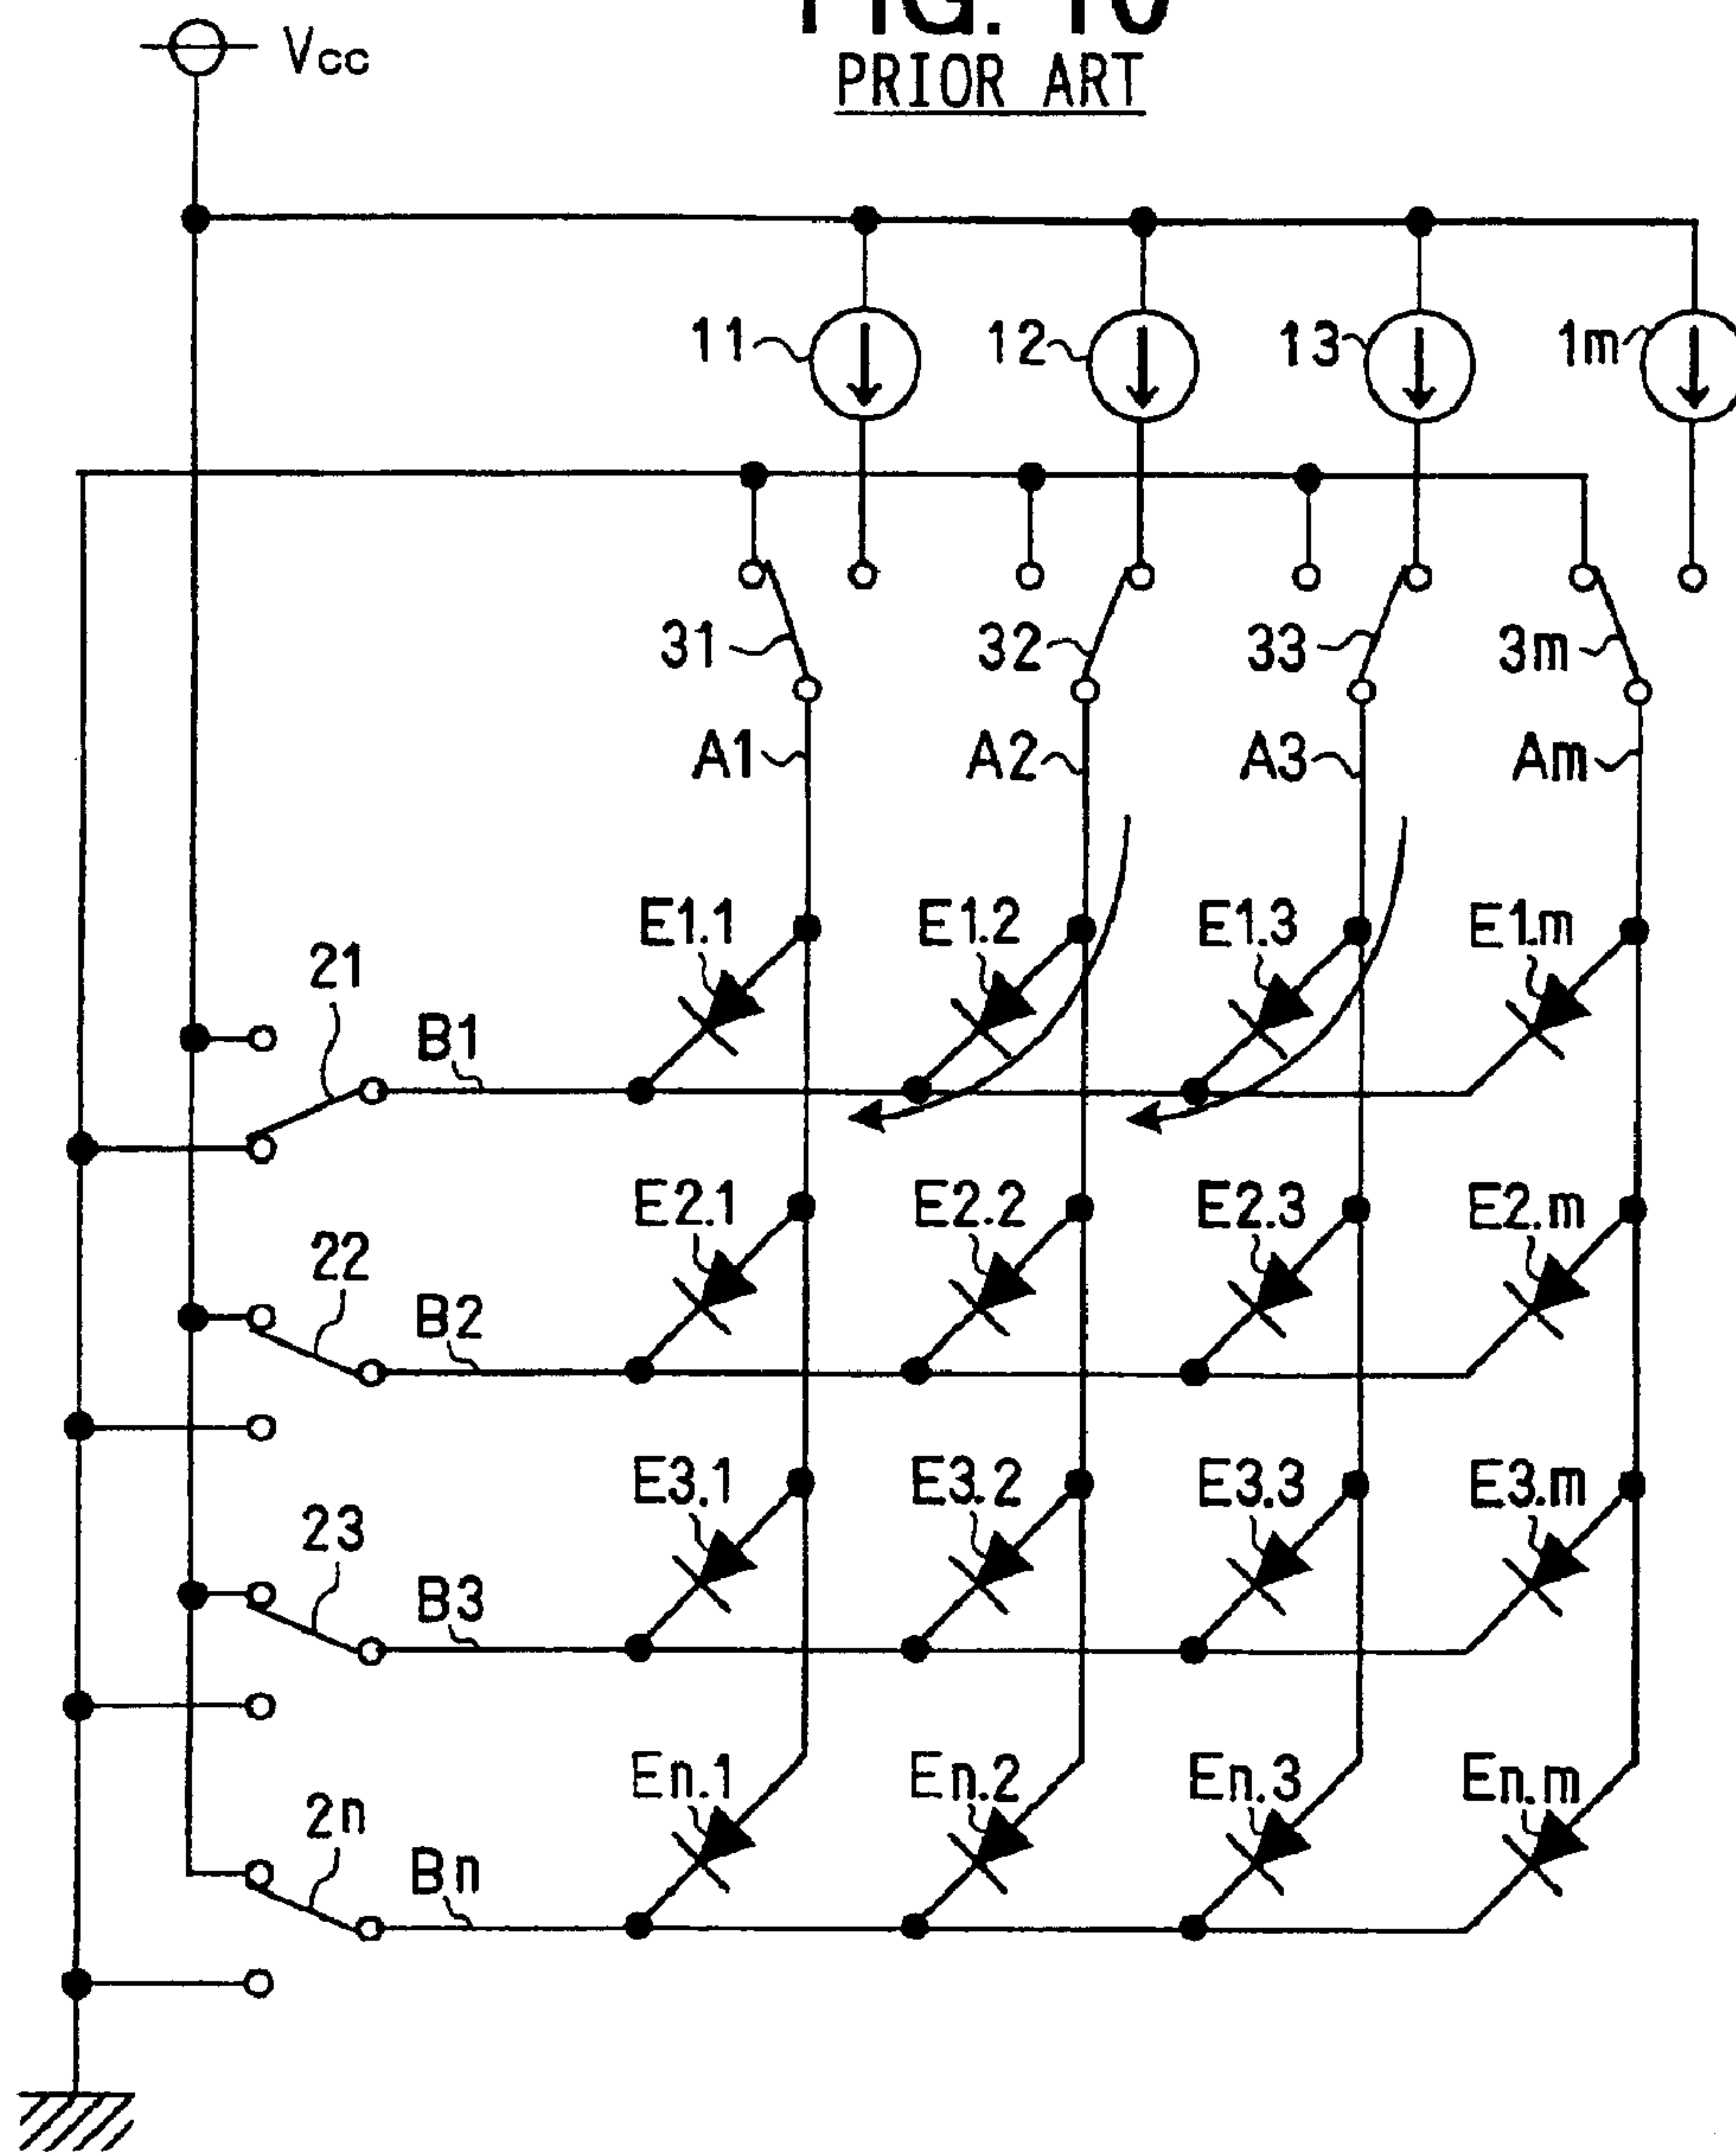 FIG. 10
PRIOR ART
Vcc
11 12 13 1m
31 32 33 3m
A1 A2 A3 Am
E1.1 E1.2 E1.3 E1.m
21 B1
E2.1 E2.2 E2.3 E2.m
22 B2
E3.1 E3.2 E3.3 E3.m
23 B3
En.1 En.2 En.3 En.m
2n Bn